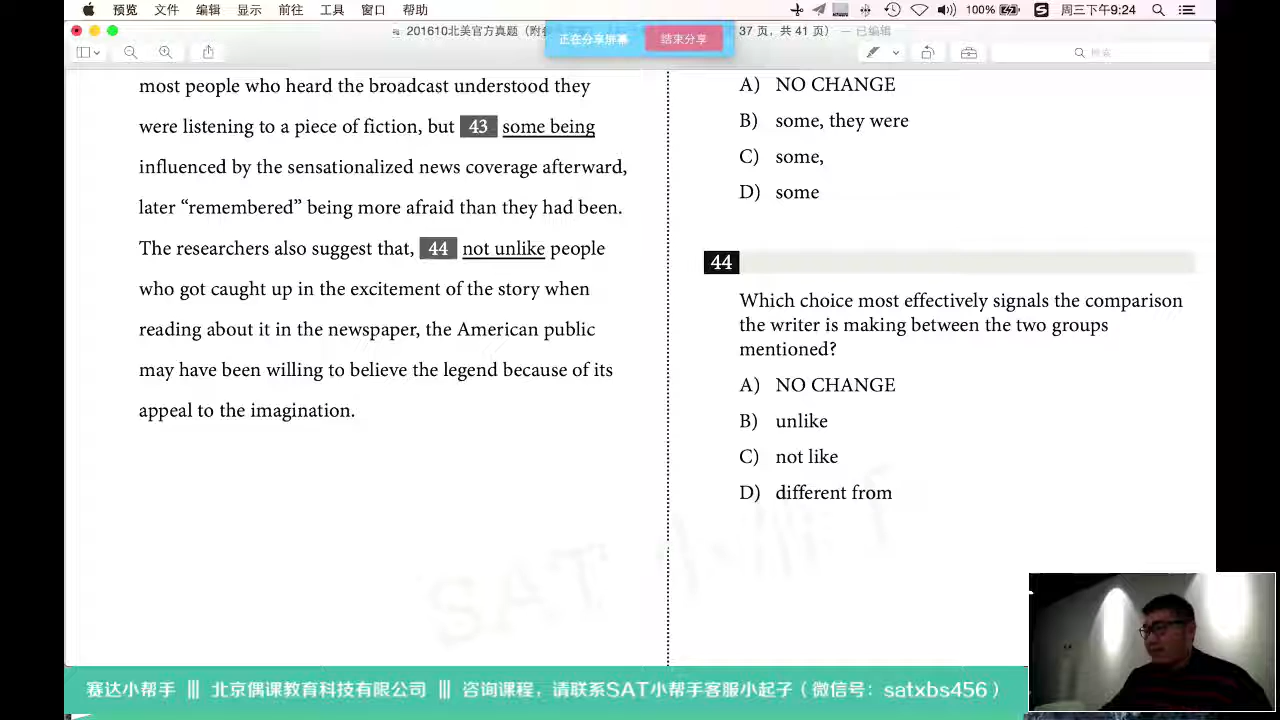 预览 文件 编辑 显示 前往 工具 窗口 帮助
100% 周三下午9:24
201610北美官方真题（附参
37 页，共 41 页） — 已编辑
正在分享屏幕 结束分享
搜索
most people who heard the broadcast understood they
were listening to a piece of fiction, but 43 some being
influenced by the sensationalized news coverage afterward,
later “remembered” being more afraid than they had been.
The researchers also suggest that, 44 not unlike people
who got caught up in the excitement of the story when
reading about it in the newspaper, the American public
may have been willing to believe the legend because of its
appeal to the imagination.
A) NO CHANGE
B) some, they were
C) some,
D) some
44
Which choice most effectively signals the comparison
the writer is making between the two groups
mentioned?
A) NO CHANGE
B) unlike
C) not like
D) different from
赛达小帮手 ||| 北京偶课教育科技有限公司 ||| 咨询课程，请联系SAT小帮手客服小起子（微信号：satxbs456）